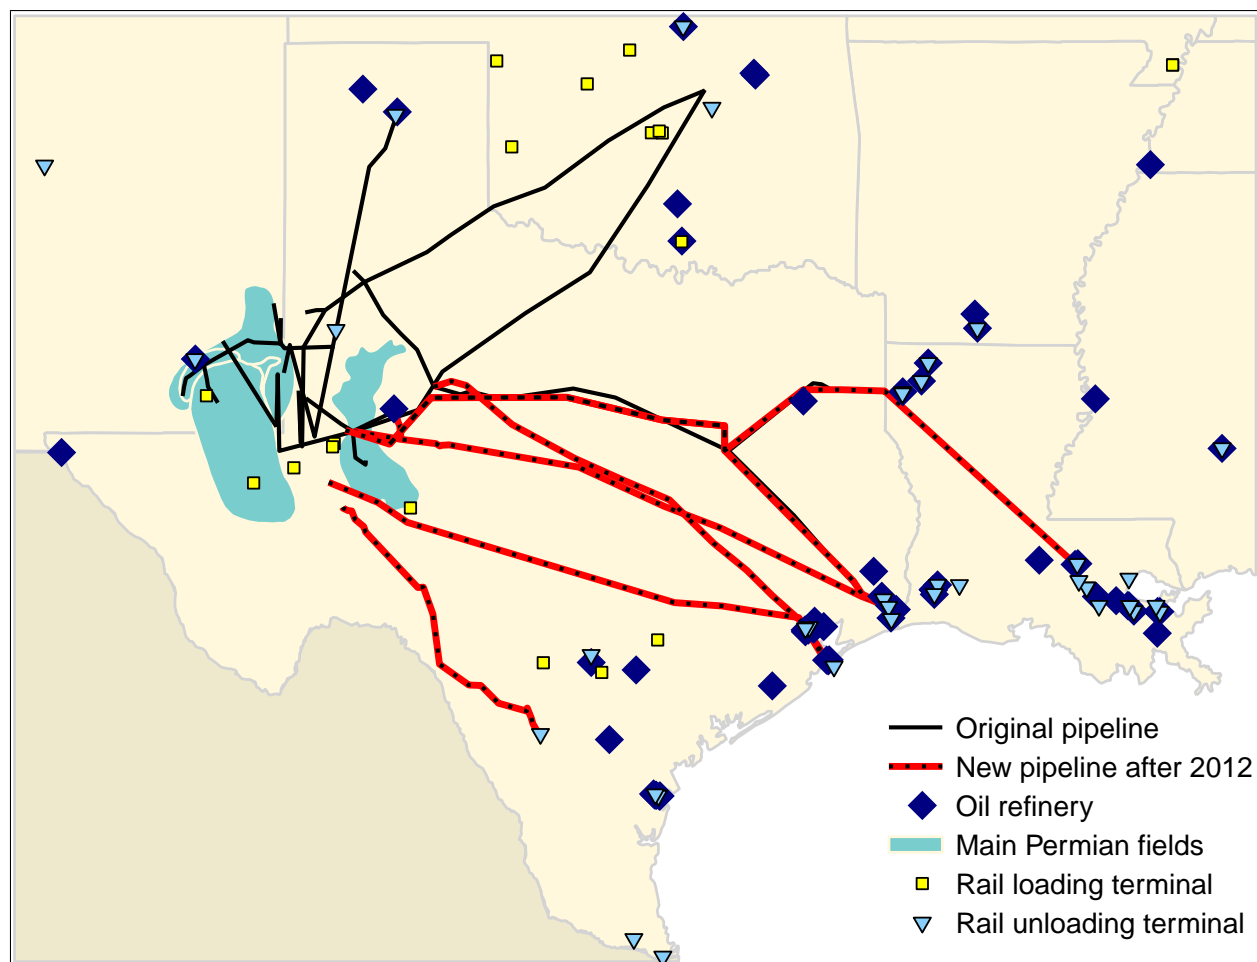 Original pipeline
New pipeline after 2012
Oil refinery
Main Permian fields
Rail loading terminal
Rail unloading terminal